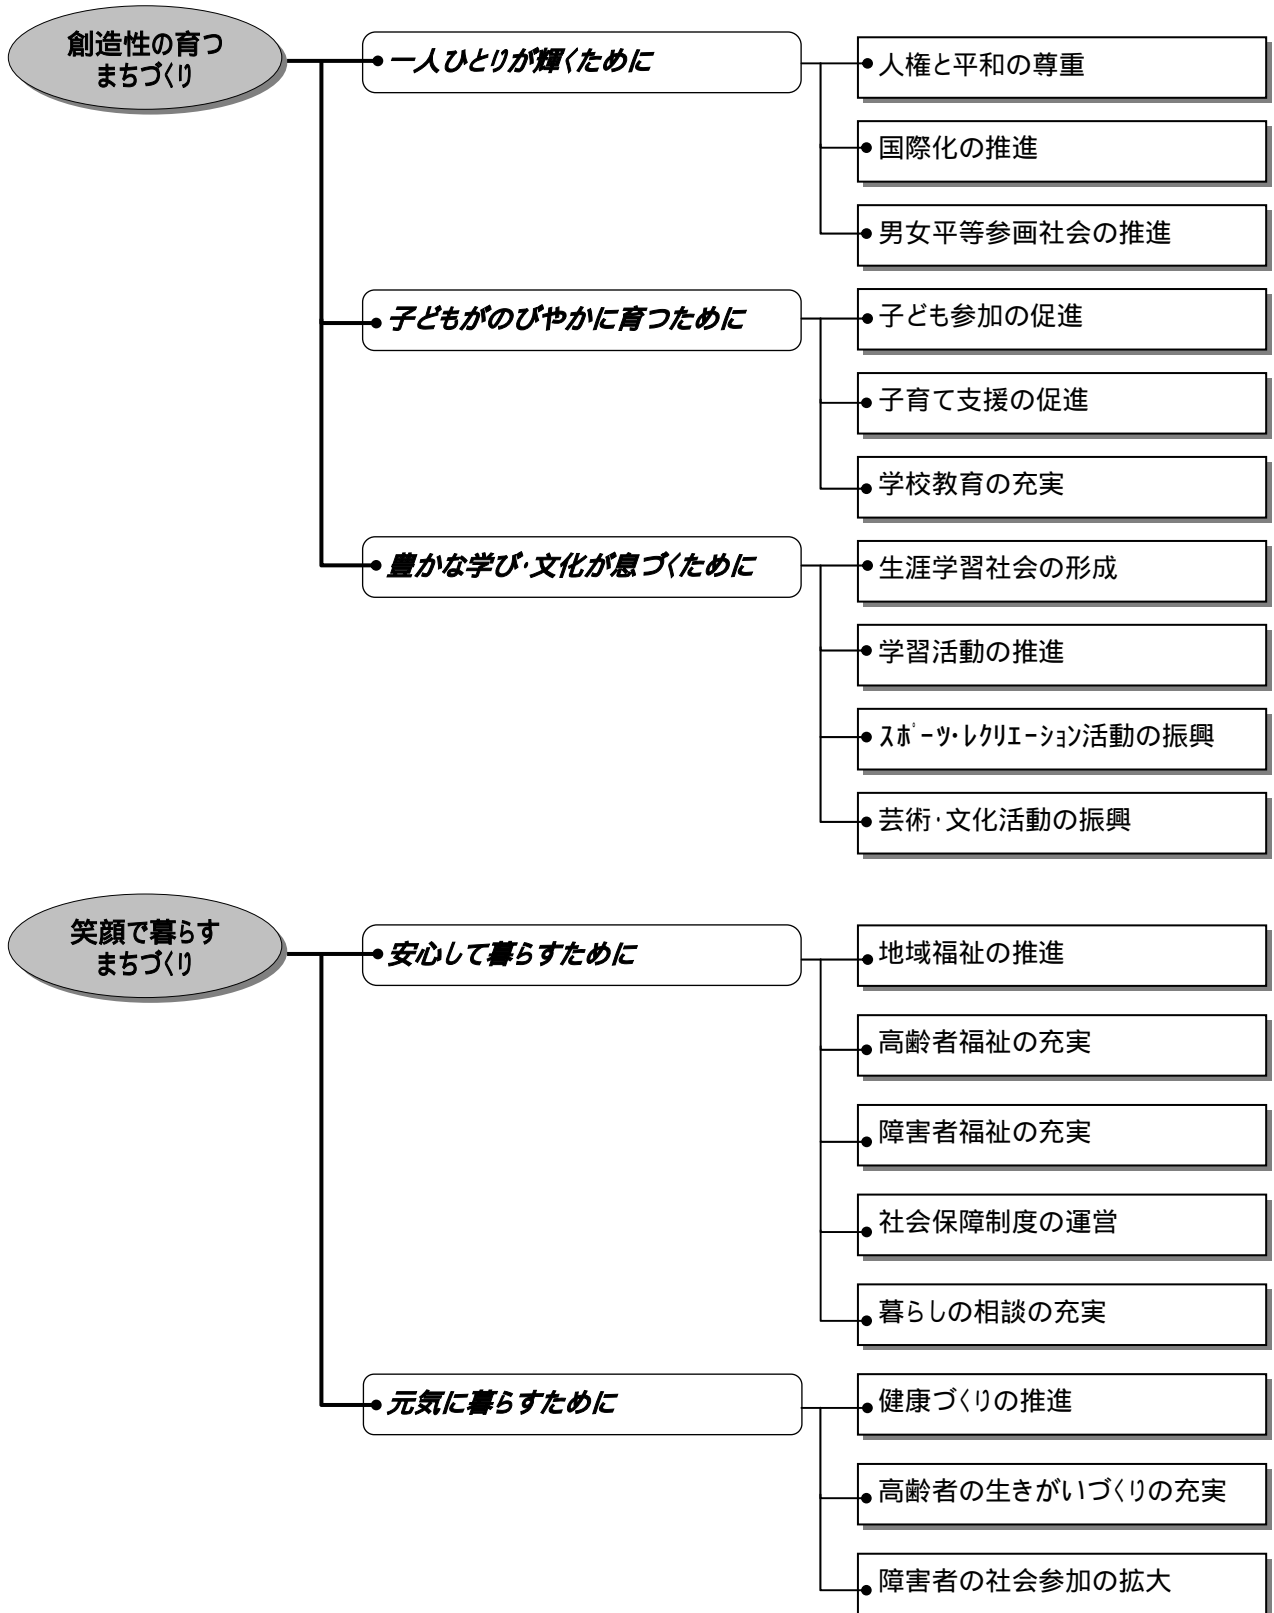 創造性の育つ
まちづくり
一人ひとりが輝くために
人権と平和の尊重
国際化の推進
男女平等参画社会の推進
子どもがのびやかに育つために
子ども参加の促進
子育て支援の促進
学校教育の充実
豊かな学び・文化が息づくために
生涯学習社会の形成
学習活動の推進
ｽﾎﾟｰﾂ・ﾚｸﾘｴｰｼｮﾝ活動の振興
芸術・文化活動の振興
笑顔で暮らす
まちづくり
安心して暮らすために
地域福祉の推進
高齢者福祉の充実
障害者福祉の充実
社会保障制度の運営
暮らしの相談の充実
元気に暮らすために
健康づくりの推進
高齢者の生きがいづくりの充実
障害者の社会参加の拡大